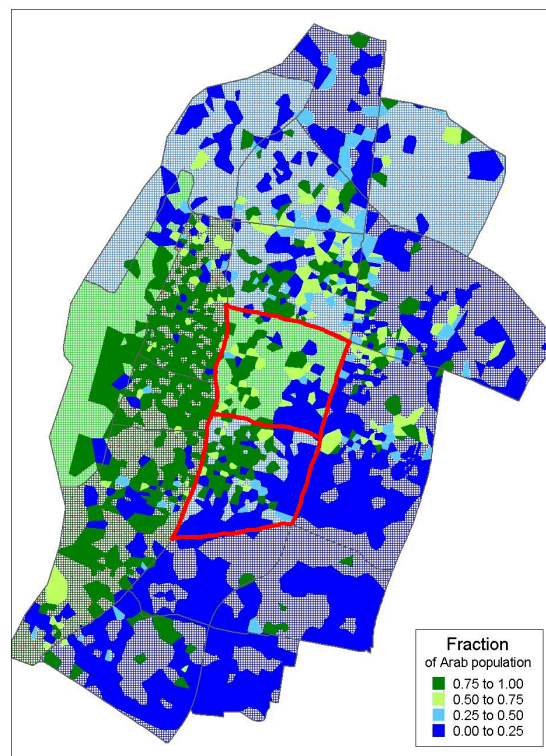 Fraction
of Arab population
0.75 to 1.00
0.50 to 0.75
0.25 to 0.50
0.00 to 0.25